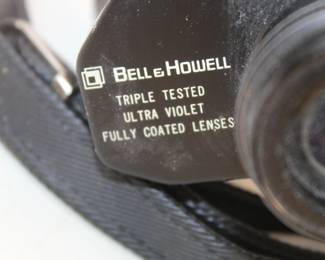 BELL & HOWELL
TRIPLE TESTED
ULTRA VIOLET
FULLY COATED LENSES